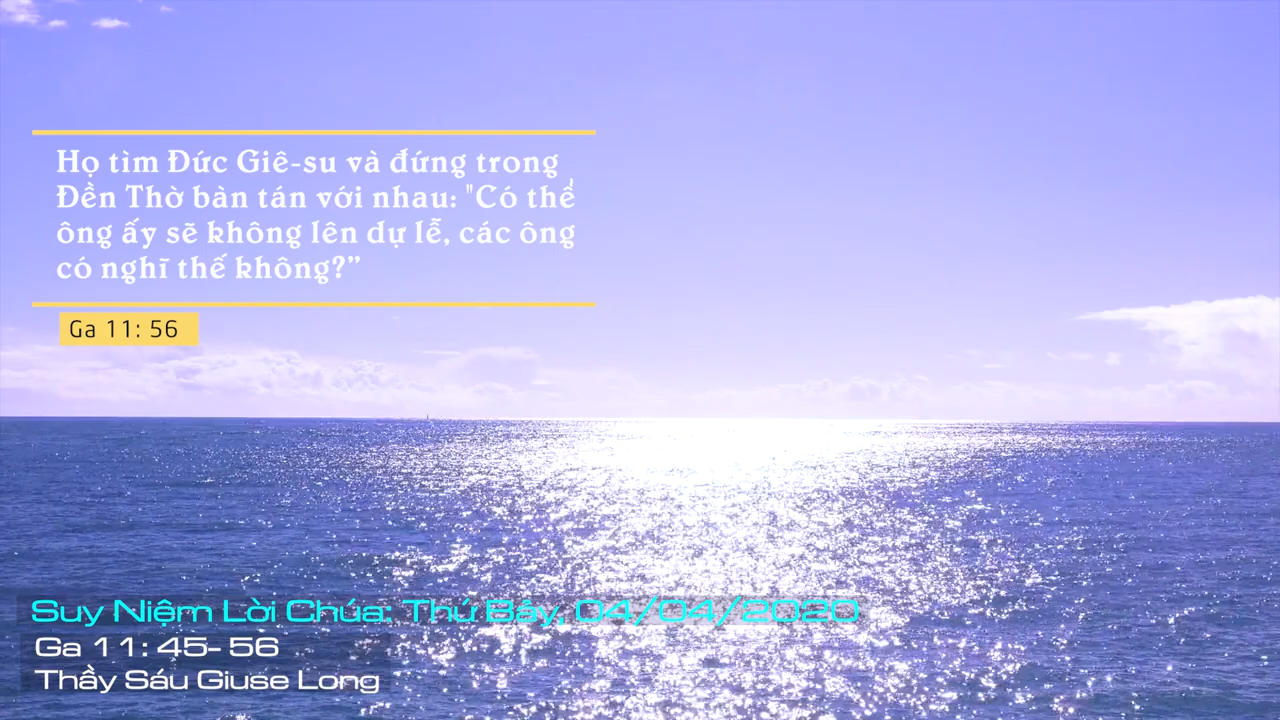 Họ tìm Đức Giê-su và đứng trong
Đền Thờ bàn tán với nhau: "Có thể
ông ấy sẽ không lên dự lễ, các ông
có nghĩ thế không?”
Ga 11: 56
Suy Niệm Lời Chúa: Thứ Bảy, 04/04/2020
Ga 11: 45- 56
Thầy Sáu Giuse Long